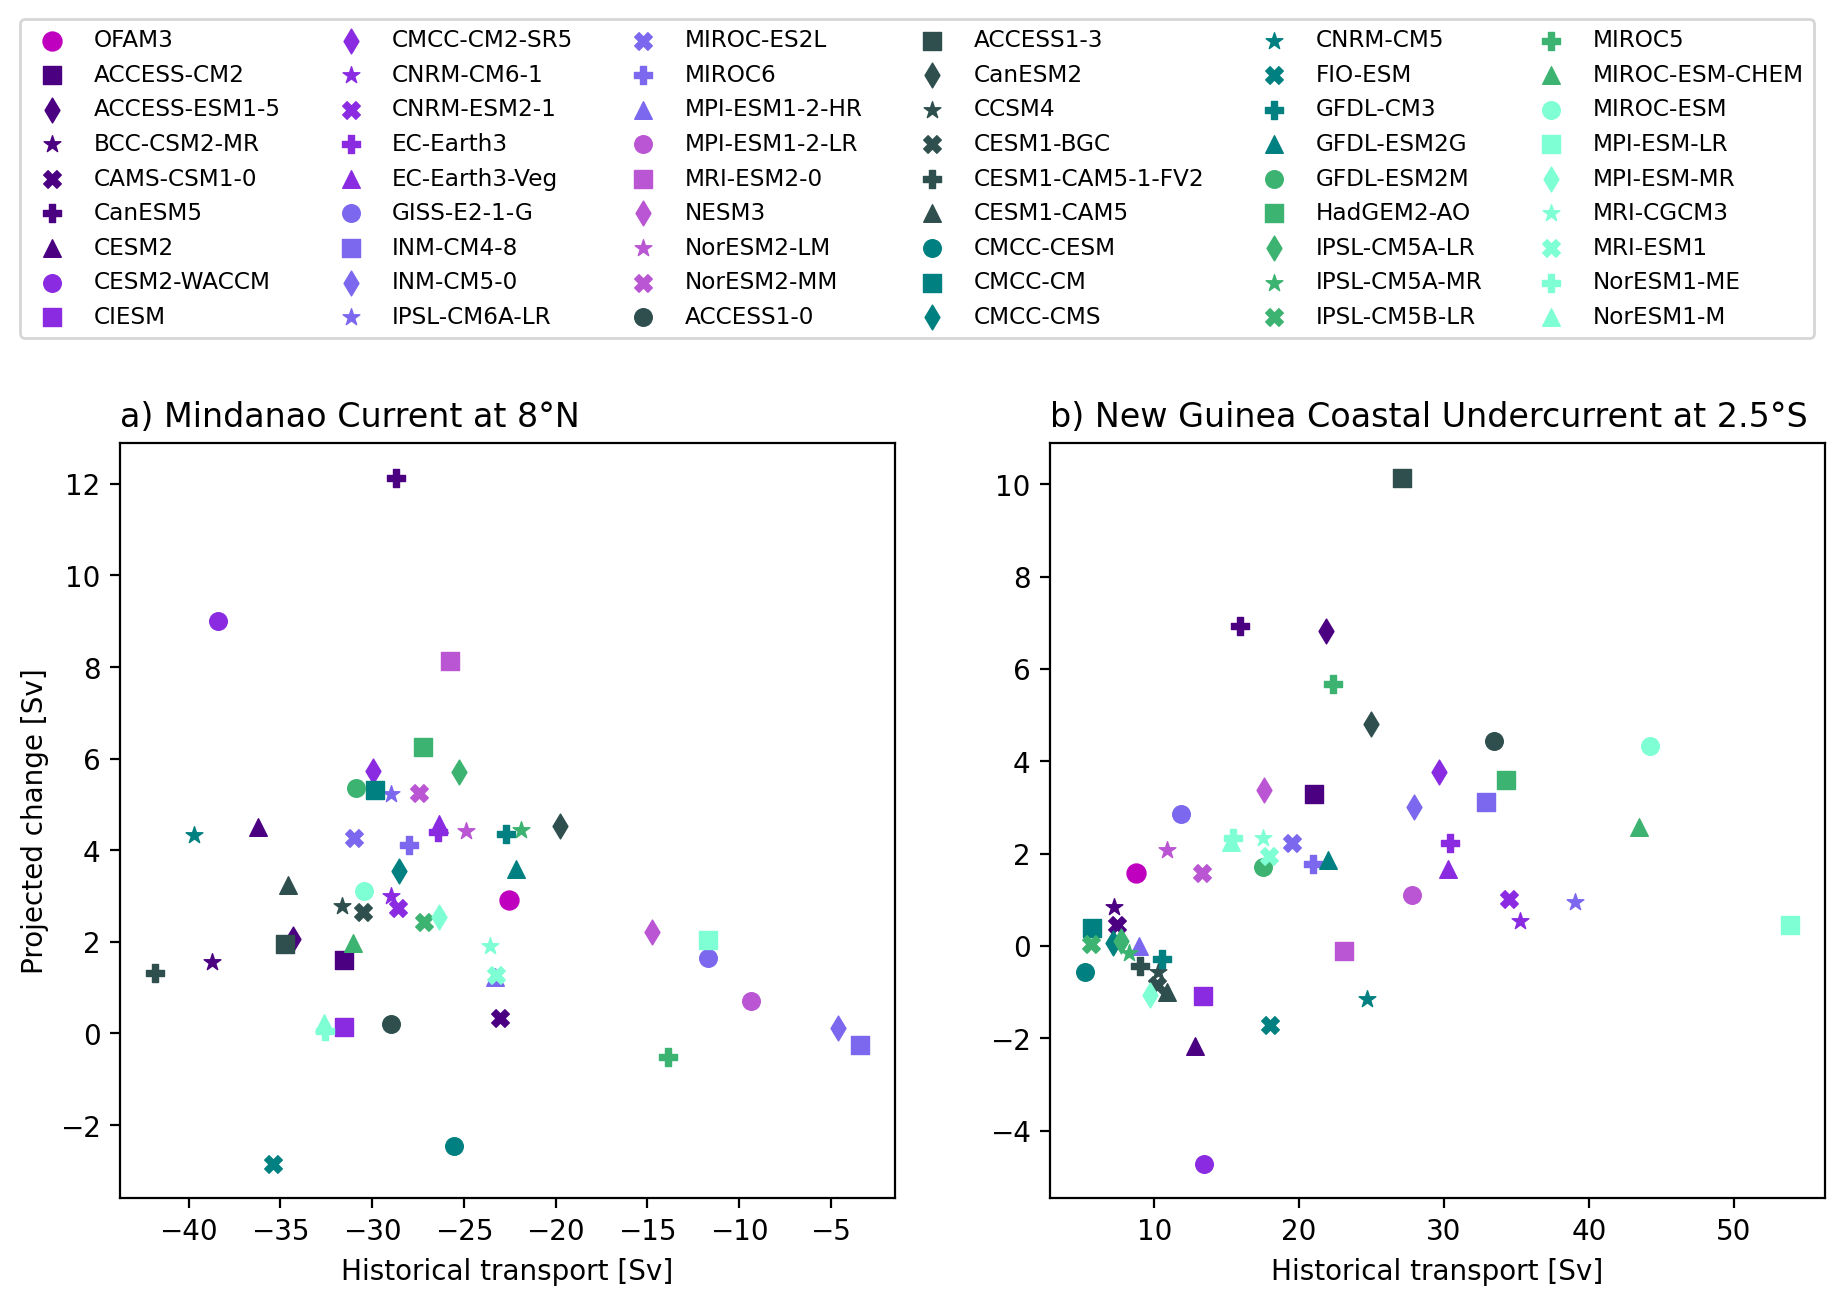 OFAM3
ACCESS-CM2
ACCESS-ESM1-5
BCC-CSM2-MR
CAMS-CSM1-0
CanESM5
CESM2
CESM2-WACCM
CIESM
CMCC-CM2-SR5
CNRM-CM6-1
CNRM-ESM2-1
EC-Earth3
EC-Earth3-Veg
GISS-E2-1-G
INM-CM4-8
INM-CM5-0
IPSL-CM6A-LR
MIROC-ES2L
MIROC6
MPI-ESM1-2-HR
MPI-ESM1-2-LR
MRI-ESM2-0
NESM3
NorESM2-LM
NorESM2-MM
ACCESS1-0
ACCESS1-3
CanESM2
CCSM4
CESM1-BGC
CESM1-CAM5-1-FV2
CESM1-CAM5
CMCC-CESM
CMCC-CM
CMCC-CMS
CNRM-CM5
FIO-ESM
GFDL-CM3
GFDL-ESM2G
GFDL-ESM2M
HadGEM2-AO
IPSL-CM5A-LR
IPSL-CM5A-MR
IPSL-CM5B-LR
MIROC5
MIROC-ESM-CHEM
MIROC-ESM
MPI-ESM-LR
MPI-ESM-MR
MRI-CGCM3
MRI-ESM1
NorESM1-ME
NorESM1-M
a) Mindanao Current at 8°N
Projected change [Sv]
12
10
8
6
4
2
0
−2
−40 −35 −30 −25 −20 −15 −10 −5
Historical transport [Sv]
b) New Guinea Coastal Undercurrent at 2.5°S
10
8
6
4
2
0
−2
−4
10 20 30 40 50
Historical transport [Sv]